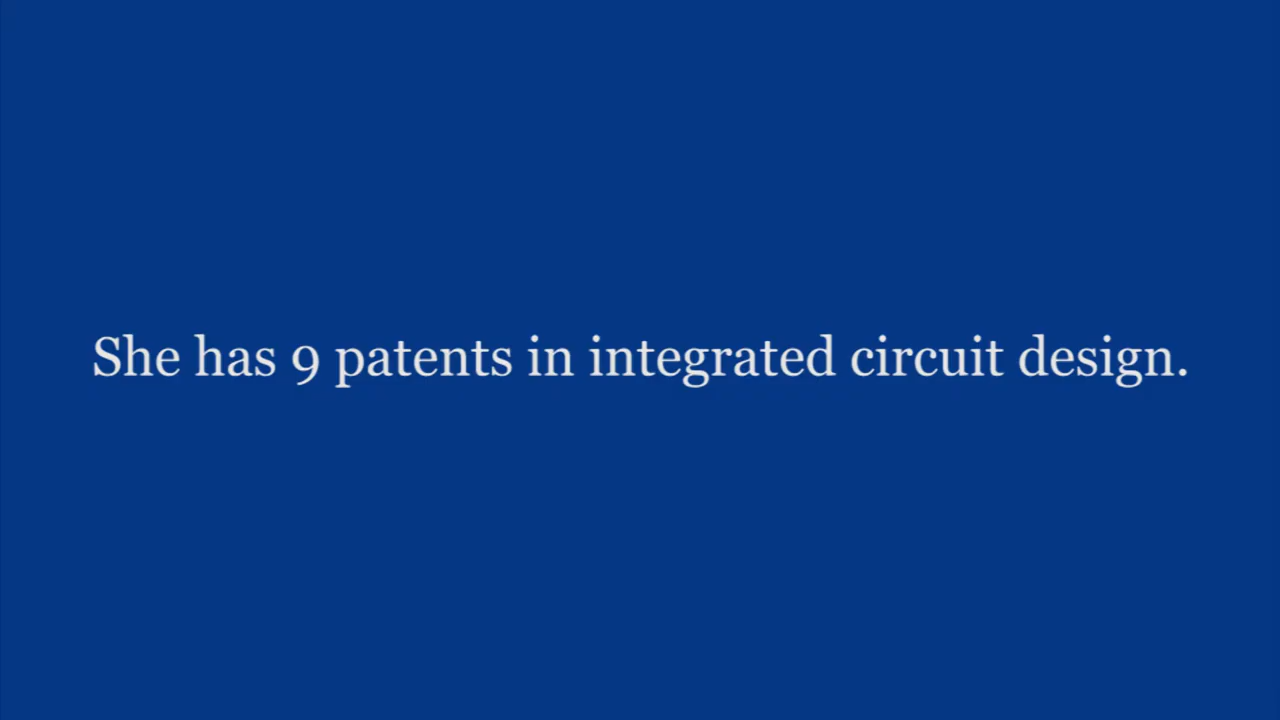 She has 9 patents in integrated circuit design.